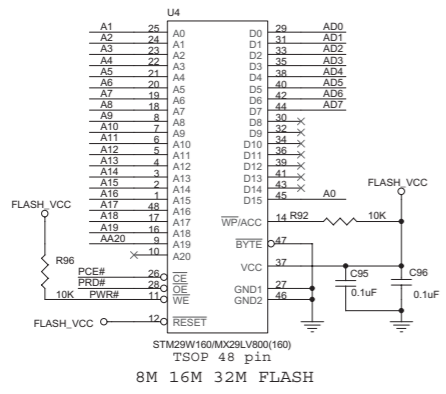 U4
A1 25 A0 D0 29 AD0
A2 24 A1 D1 31 AD1
A3 23 A2 D2 33 AD2
A4 22 A3 D3 35 AD3
A5 21 A4 D4 38 AD4
A6 20 A5 D5 40 AD5
A7 19 A6 D6 42 AD6
A8 18 A7 D7 44 AD7
A9 8 A8 D8 30
A10 7 A9 D9 32
A11 6 A10 D10 34
A12 5 A11 D11 36
A13 4 A12 D12 39
A14 3 A13 D13 41
A15 2 A14 D14 43
A16 1 A15 D15 45 A0
FLASH_VCC
A17 48 A16
A18 17 A17 WP/ACC 14 R92 10K
FLASH_VCC
A19 16 A18
AA20 9 A19 BYTE 47
10 A20
R96
10K
VCC 37
PCE# 26 CE
PRD# 28 OE GND1 27
PWR# 11 WE GND2 46
C95
0.1uF
C96
0.1uF
FLASH_VCC 12 RESET
STM29W160/MX29LV800(160)
TSOP 48 pin
8M 16M 32M FLASH